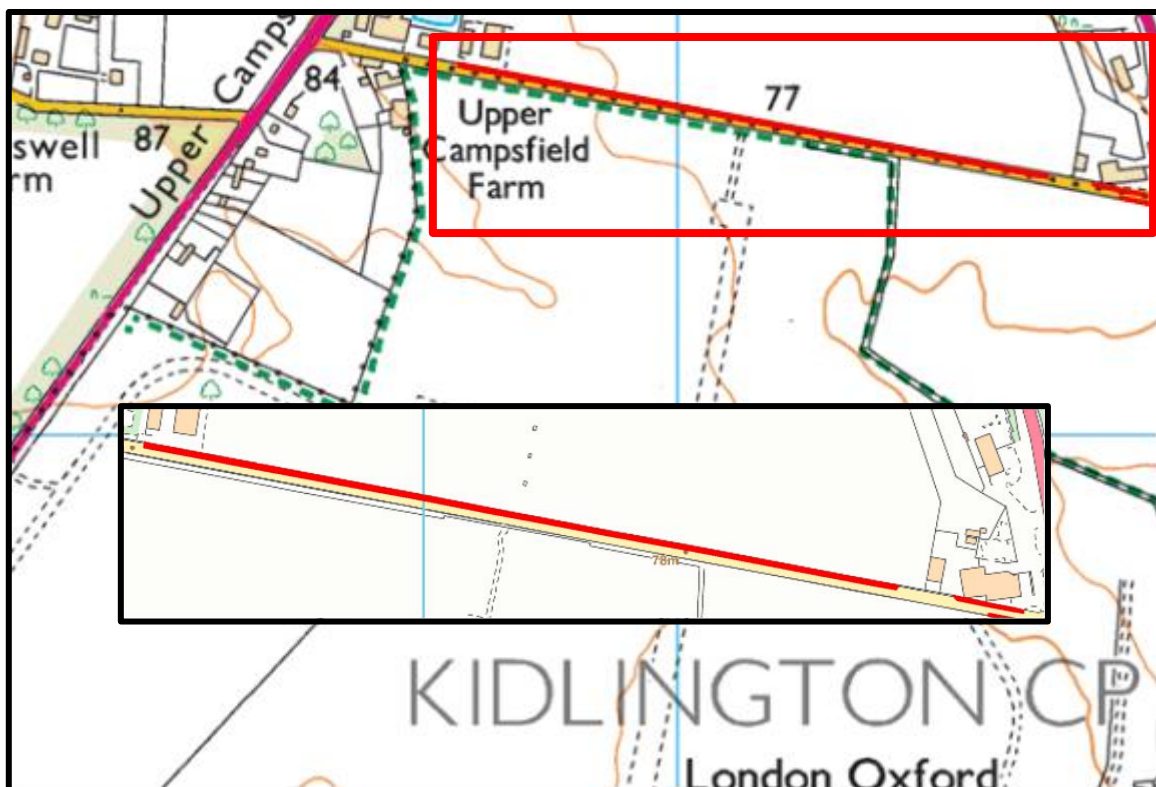 Camps
84
swell
rm
87
Upper
77
Upper
Campsfield
Farm
78m
KIDLINGTON CP
London Oxford